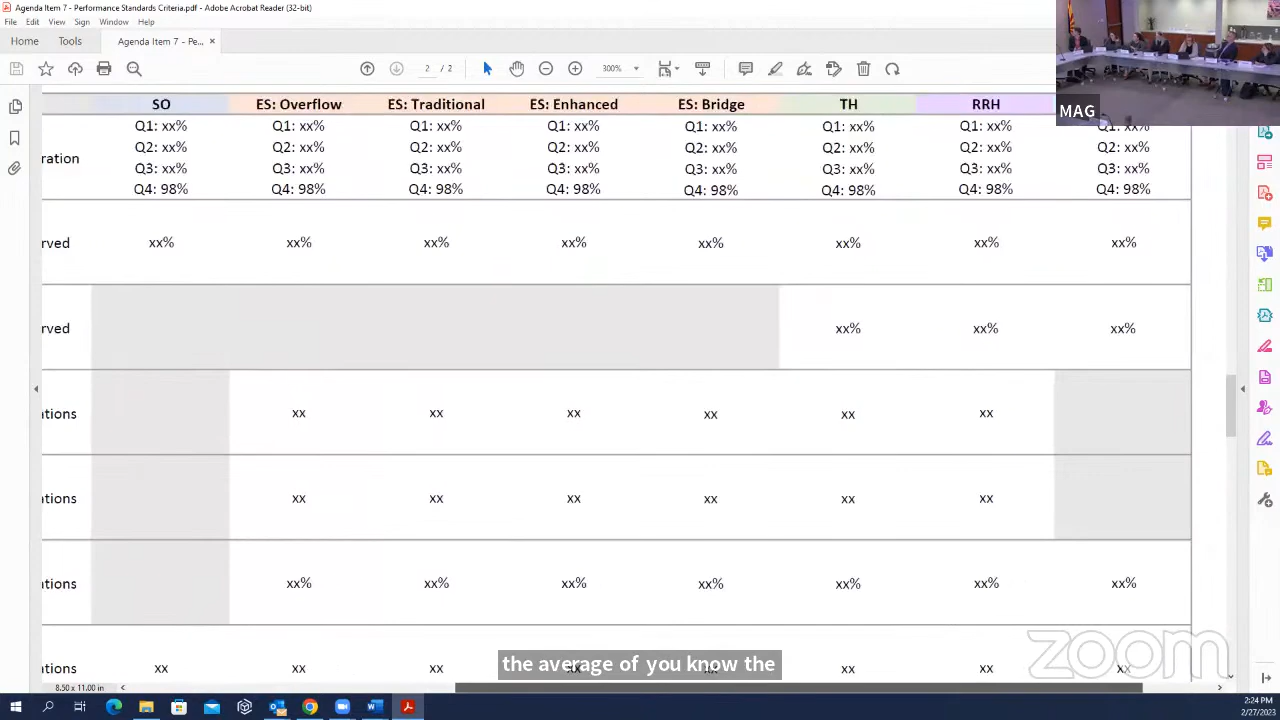 Agenda Item 7 - Performance Standards Criteria.pdf - Adobe Acrobat Reader (32-bit)
File Edit View Sign Window Help
Home Tools Agenda Item 7 - Pe... ×
2 / 2 300%
SO ES: Overflow ES: Traditional ES: Enhanced ES: Bridge TH RRH
Q1: xx% Q1: xx% Q1: xx% Q1: xx% Q1: xx% Q1: xx% Q1: xx% Q1: xx%
Q2: xx% Q2: xx% Q2: xx% Q2: xx% Q2: xx% Q2: xx% Q2: xx% Q2: xx%
ration
Q3: xx% Q3: xx% Q3: xx% Q3: xx% Q3: xx% Q3: xx% Q3: xx% Q3: xx%
Q4: 98% Q4: 98% Q4: 98% Q4: 98% Q4: 98% Q4: 98% Q4: 98% Q4: 98%
rved xx% xx% xx% xx% xx% xx% xx% xx%
rved xx% xx% xx%
ations xx xx xx xx xx xx
ations xx xx xx xx xx xx
ations xx% xx% xx% xx% xx% xx% xx%
ations xx xx xx xx xx xx xx xx
MAG
the average of you know the
zoom
8.50 x 11.00 in
2:24 PM
2/27/2023